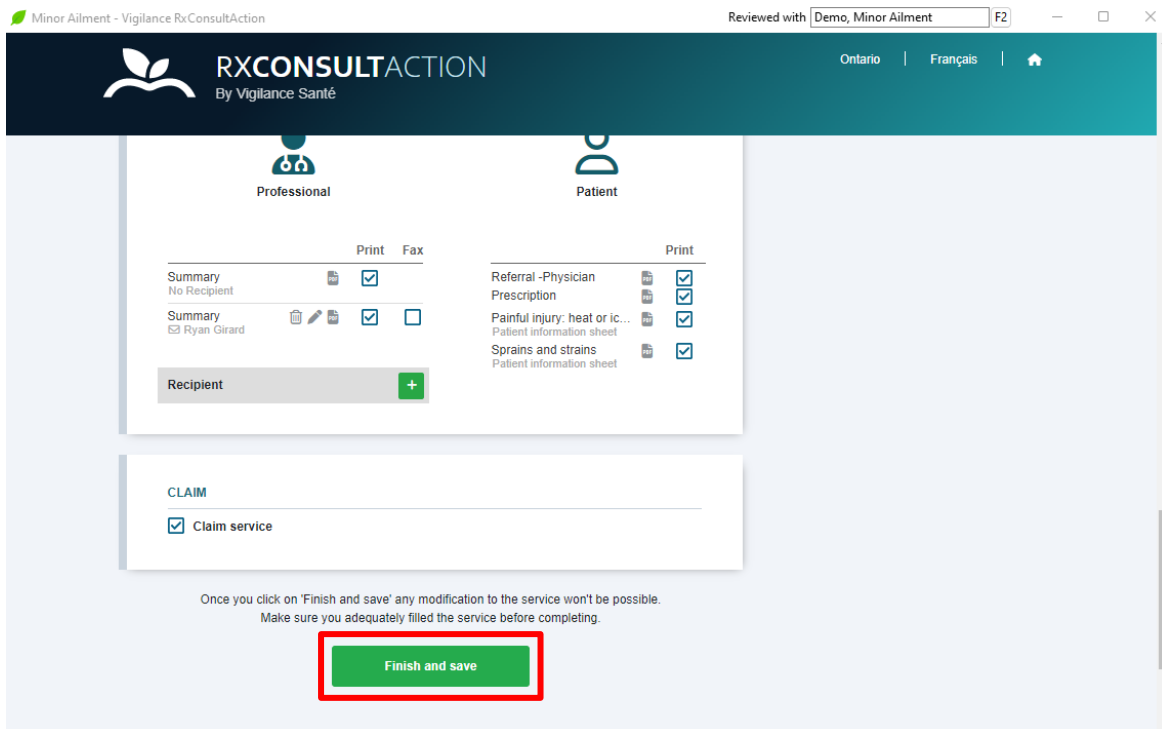 Minor Ailment - Vigilance RxConsultAction
Reviewed with Demo, Minor Ailment F2
RXCONSULTACTION
By Vigilance Santé
Ontario | Français |
Professional
Patient
Print Fax
Summary
No Recipient
Summary
Ryan Girard
Recipient +
Print
Referral -Physician
Prescription
Painful injury: heat or ic...
Patient information sheet
Sprains and strains
Patient information sheet
CLAIM
Claim service
Once you click on 'Finish and save' any modification to the service won't be possible.
Make sure you adequately filled the service before completing.
Finish and save